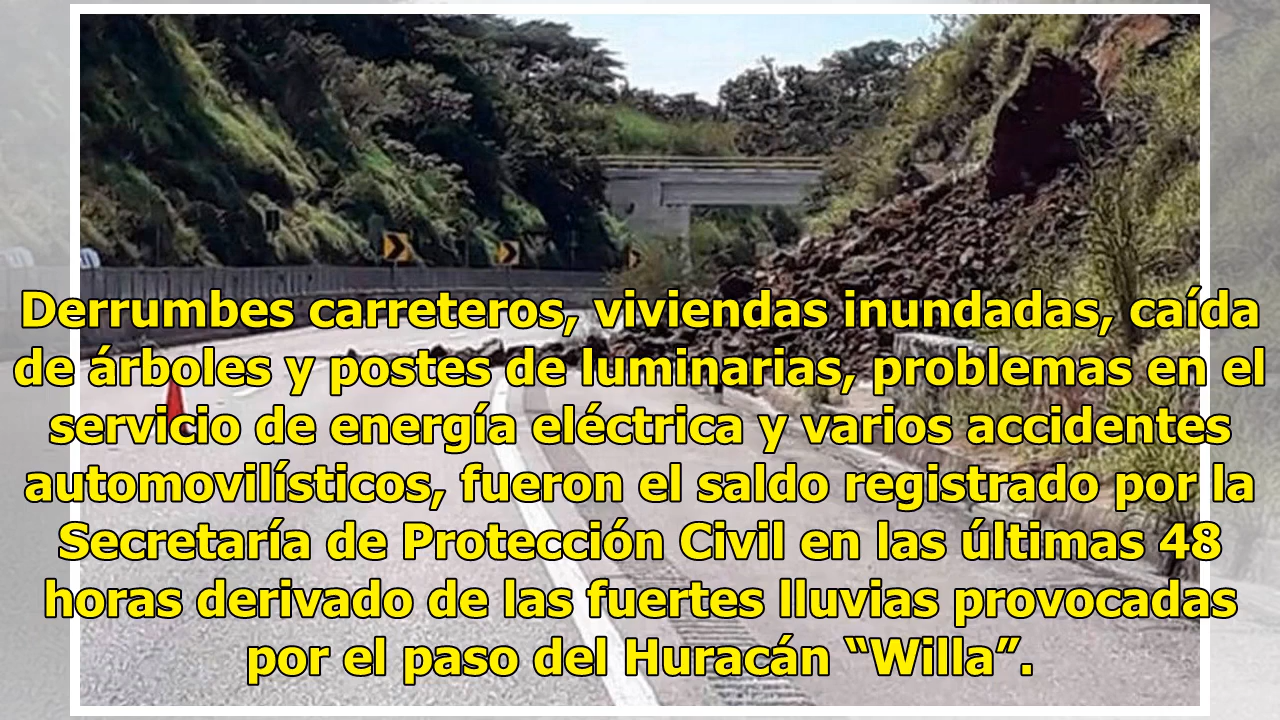 Derrumbes carreteros, viviendas inundadas, caída
de árboles y postes de luminarias, problemas en el
servicio de energía eléctrica y varios accidentes
automovilísticos, fueron el saldo registrado por la
Secretaría de Protección Civil en las últimas 48
horas derivado de las fuertes lluvias provocadas
por el paso del Huracán “Willa”.